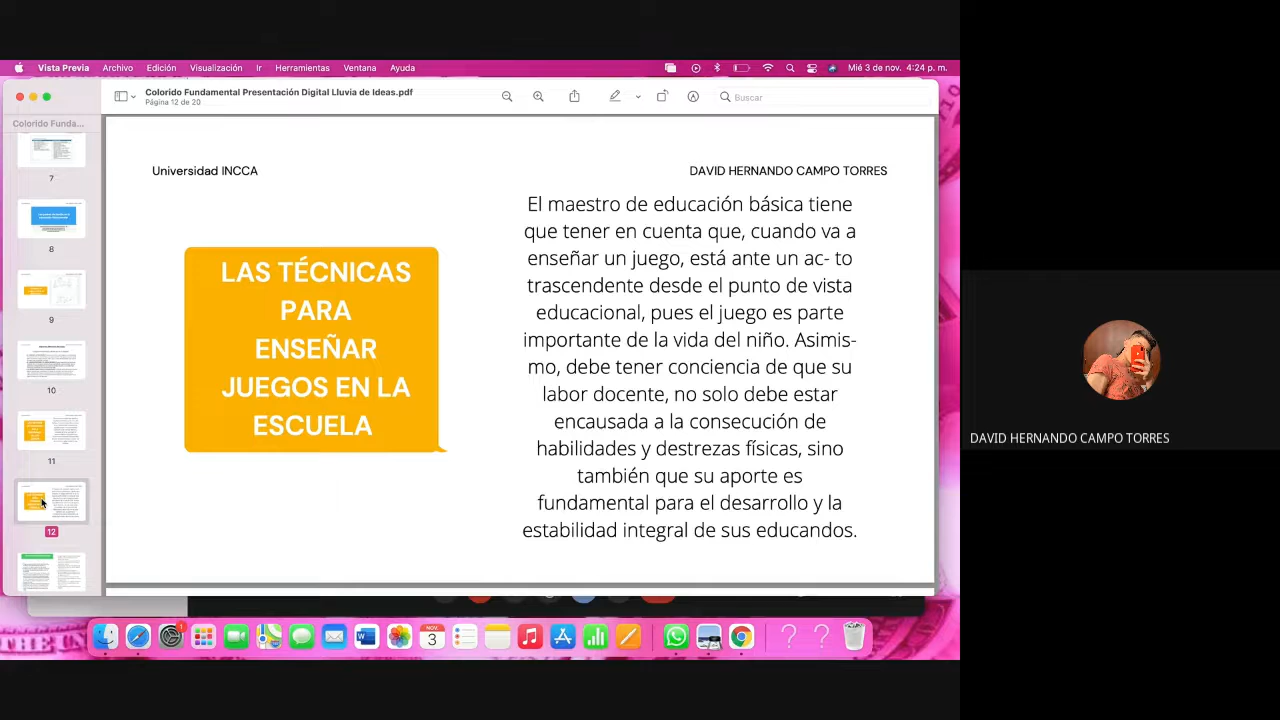 Vista Previa Archivo Edición Visualización Ir Herramientas Ventana Ayuda
Mié 3 de nov. 4:24 p. m.
Colorido Fundamental Presentación Digital Lluvia de Ideas.pdf
Página 12 de 20
Buscar
Colorido Funda...
7
8
9
10
11
12
Universidad INCCA
DAVID HERNANDO CAMPO TORRES
LAS TÉCNICAS
PARA
ENSEÑAR
JUEGOS EN LA
ESCUELA
El maestro de educación básica tiene
que tener en cuenta que, cuando va a
enseñar un juego, está ante un ac- to
trascendente desde el punto de vista
educacional, pues el juego es parte
importante de la vida del niño. Asimis-
mo, debe tener conciencia de que su
labor docente, no solo debe estar
encausada a la consecución de
habilidades y destrezas físicas, sino
también que su aporte es
fundamental para el desarrollo y la
estabilidad integral de sus educandos.
DAVID HERNANDO CAMPO TORRES
NOV.
3